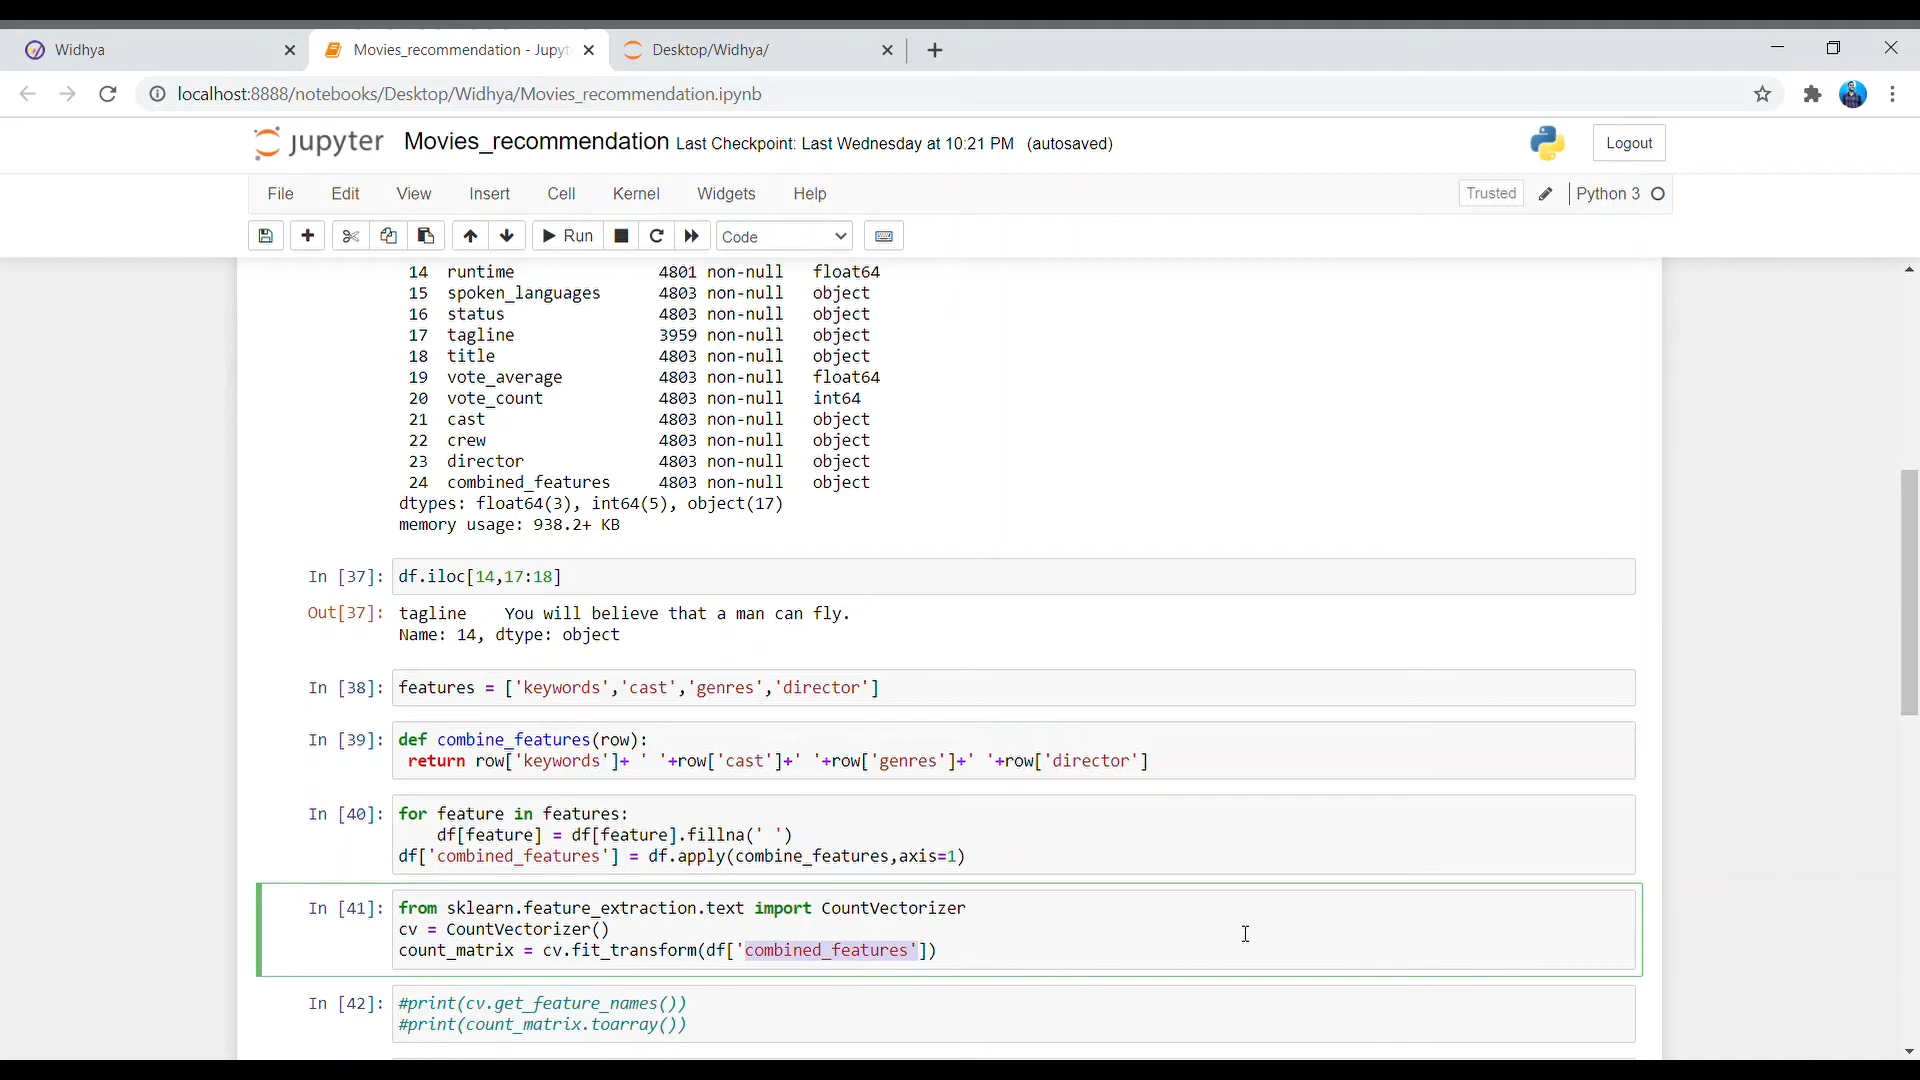 Widhya
Movies_recommendation - Jupyt
Desktop/Widhya/
localhost:8888/notebooks/Desktop/Widhya/Movies_recommendation.ipynb
jupyter Movies_recommendation Last Checkpoint: Last Wednesday at 10:21 PM (autosaved)
Logout
File Edit View Insert Cell Kernel Widgets Help
Trusted Python 3
Run Code
14 runtime 4801 non-null float64
15 spoken_languages 4803 non-null object
16 status 4803 non-null object
17 tagline 3959 non-null object
18 title 4803 non-null object
19 vote_average 4803 non-null float64
20 vote_count 4803 non-null int64
21 cast 4803 non-null object
22 crew 4803 non-null object
23 director 4803 non-null object
24 combined_features 4803 non-null object
dtypes: float64(3), int64(5), object(17)
memory usage: 938.2+ KB
In [37]: df.iloc[14,17:18]
Out[37]: tagline You will believe that a man can fly.
Name: 14, dtype: object
In [38]: features = ['keywords','cast','genres','director']
In [39]: def combine_features(row):
return row['keywords']+ ' '+row['cast']+' '+row['genres']+' '+row['director']
In [40]: for feature in features:
df[feature] = df[feature].fillna(' ')
df['combined_features'] = df.apply(combine_features,axis=1)
In [41]: from sklearn.feature_extraction.text import CountVectorizer
cv = CountVectorizer()
count_matrix = cv.fit_transform(df['combined_features'])
In [42]: #print(cv.get_feature_names())
#print(count_matrix.toarray())